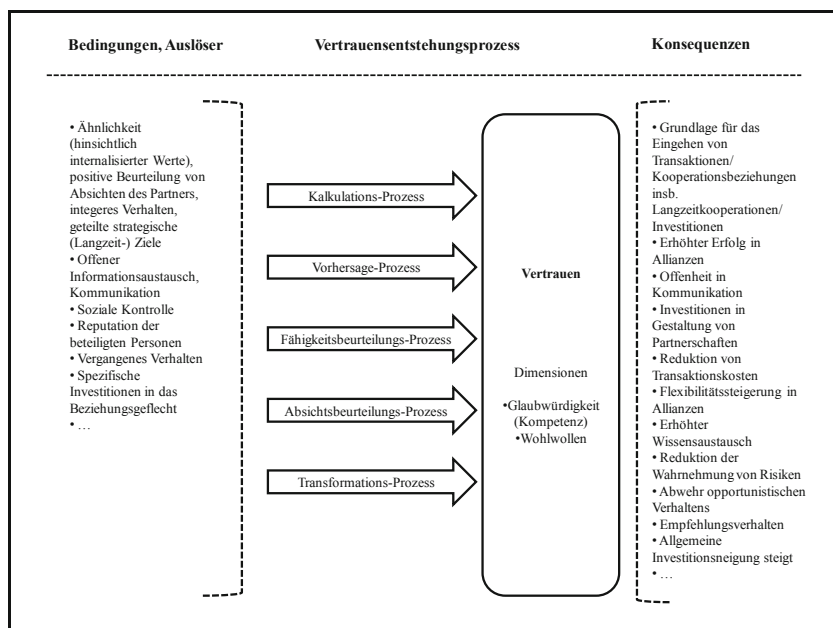 Bedingungen, Auslöser
Vertrauensentstehungsprozess
Konsequenzen
• Ähnlichkeit
(hinsichtlich
internalisierter Werte),
positive Beurteilung von
Absichten des Partners,
integeres Verhalten,
geteilte strategische
(Langzeit-) Ziele
• Offener
Informationsaustausch,
Kommunikation
• Soziale Kontrolle
• Reputation der
beteiligten Personen
• Vergangenes Verhalten
• Spezifische
Investitionen in das
Beziehungsgeflecht
• …
Kalkulations-Prozess
Vorhersage-Prozess
Fähigkeitsbeurteilungs-Prozess
Absichtsbeurteilungs-Prozess
Transformations-Prozess
Vertrauen
Dimensionen
•Glaubwürdigkeit
(Kompetenz)
•Wohlwollen
• Grundlage für das
Eingehen von
Transaktionen/
Kooperationsbeziehungen
insb.
Langzeitkooperationen/
Investitionen
• Erhöhter Erfolg in
Allianzen
• Offenheit in
Kommunikation
• Investitionen in
Gestaltung von
Partnerschaften
• Reduktion von
Transaktionskosten
• Flexibilitätssteigerung in
Allianzen
• Erhöhter
Wissensaustausch
• Reduktion der
Wahrnehmung von Risiken
• Abwehr opportunistischen
Verhaltens
• Empfehlungsverhalten
• Allgemeine
Investitionsneigung steigt
• …